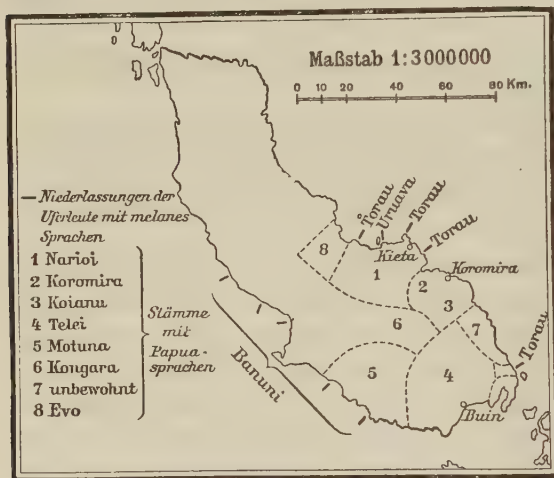 Maßstab 1:3000000
0 10 20 40 60 80 Km.
Niederlassungen der
Uferleute mit melanes.
Sprachen
1 Narioi
2 Koromira
3 Koianu
4 Telei
5 Motuna
6 Kongara
7 unbewohnt
8 Evo
Stämme
mit
Papua-
sprachen
Banuni
Torau
Uruava
Torau
Kieta
Torau
Koromira
Torau
Buin
8
1
2
3
7
6
5
4